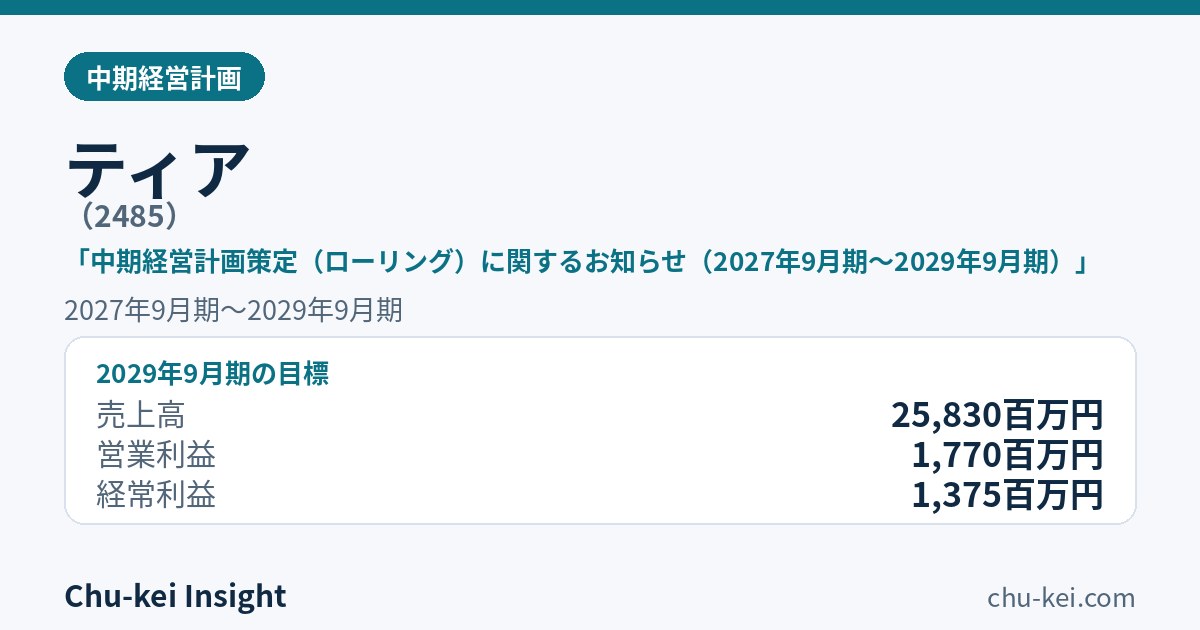 中期経営計画
ティア
（2485）
「中期経営計画策定（ローリング）に関するお知らせ（2027年9月期～2029年9月期）」
2027年9月期～2029年9月期
2029年9月期の目標
売上高 25,830百万円
営業利益 1,770百万円
経常利益 1,375百万円
Chu-kei Insight chu-kei.com